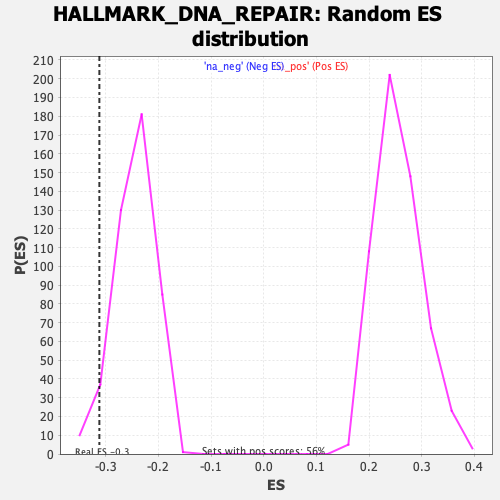 HALLMARK_DNA_REPAIR: Random ES
distribution
'na_neg' (Neg ES)_pos' (Pos ES)
210
200
190
180
170
160
150
140
130
120
110
100
90
80
70
60
50
40
30
20
10
0
P(ES)
Real ES -0.3
Sets with pos scores: 56%
-0.3 -0.2 -0.1 0.0 0.1 0.2 0.3 0.4
ES